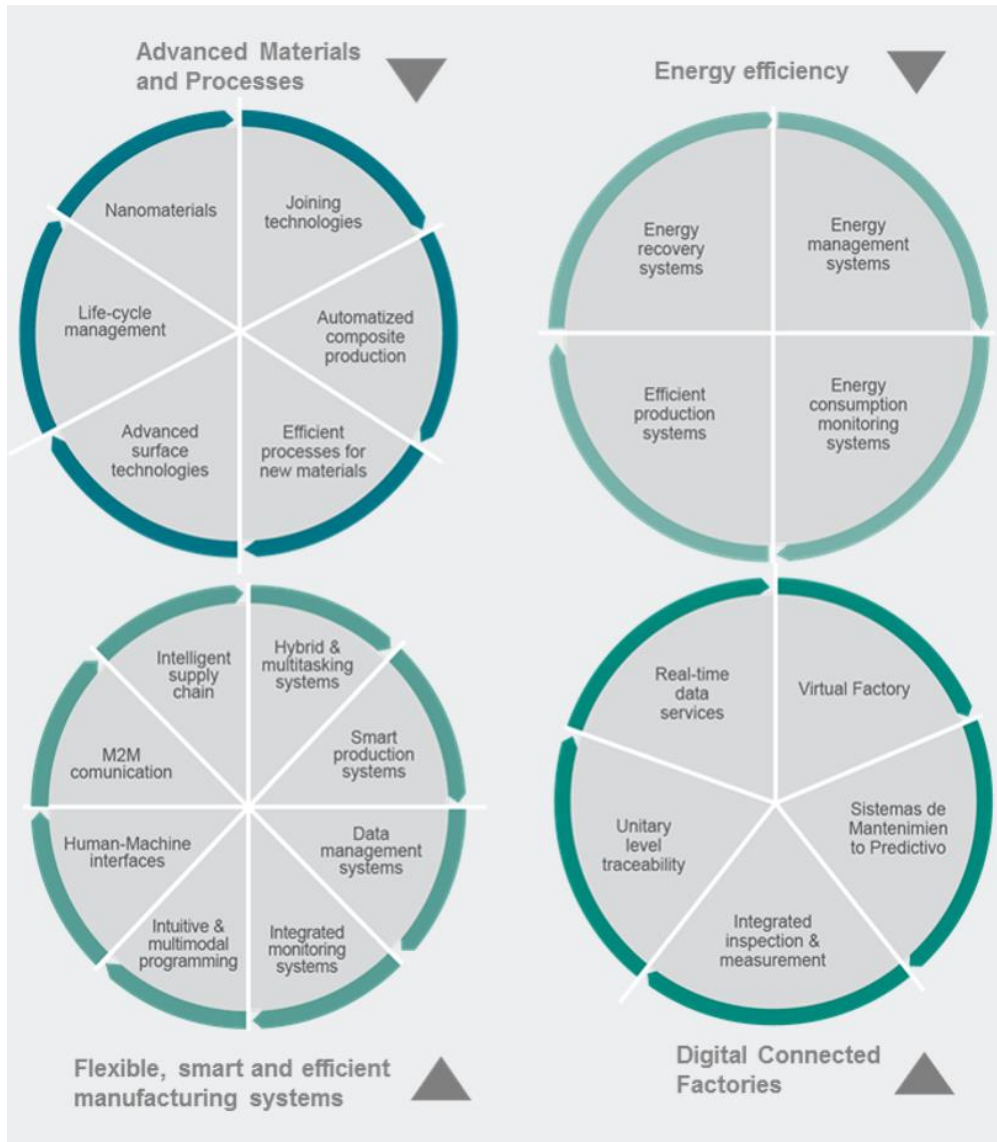 Advanced Materials
and Processes
Energy efficiency
Nanomaterials
Joining
technologies
Life-cycle
management
Automatized
composite
production
Advanced
surface
technologies
Efficient
processes for
new materials
Energy
recovery
systems
Energy
management
systems
Efficient
production
systems
Energy
consumption
monitoring
systems
Intelligent
supply
chain
Hybrid &
multitasking
systems
M2M
comunication
Smart
production
systems
Human-Machine
interfaces
Data
management
systems
Intuitive &
multimodal
programming
Integrated
monitoring
systems
Real-time
data
services
Virtual Factory
Unitary
level
traceability
Sistemas de
Mantenimien
to Predictivo
Integrated
inspection &
measurement
Flexible, smart and efficient
manufacturing systems
Digital Connected
Factories